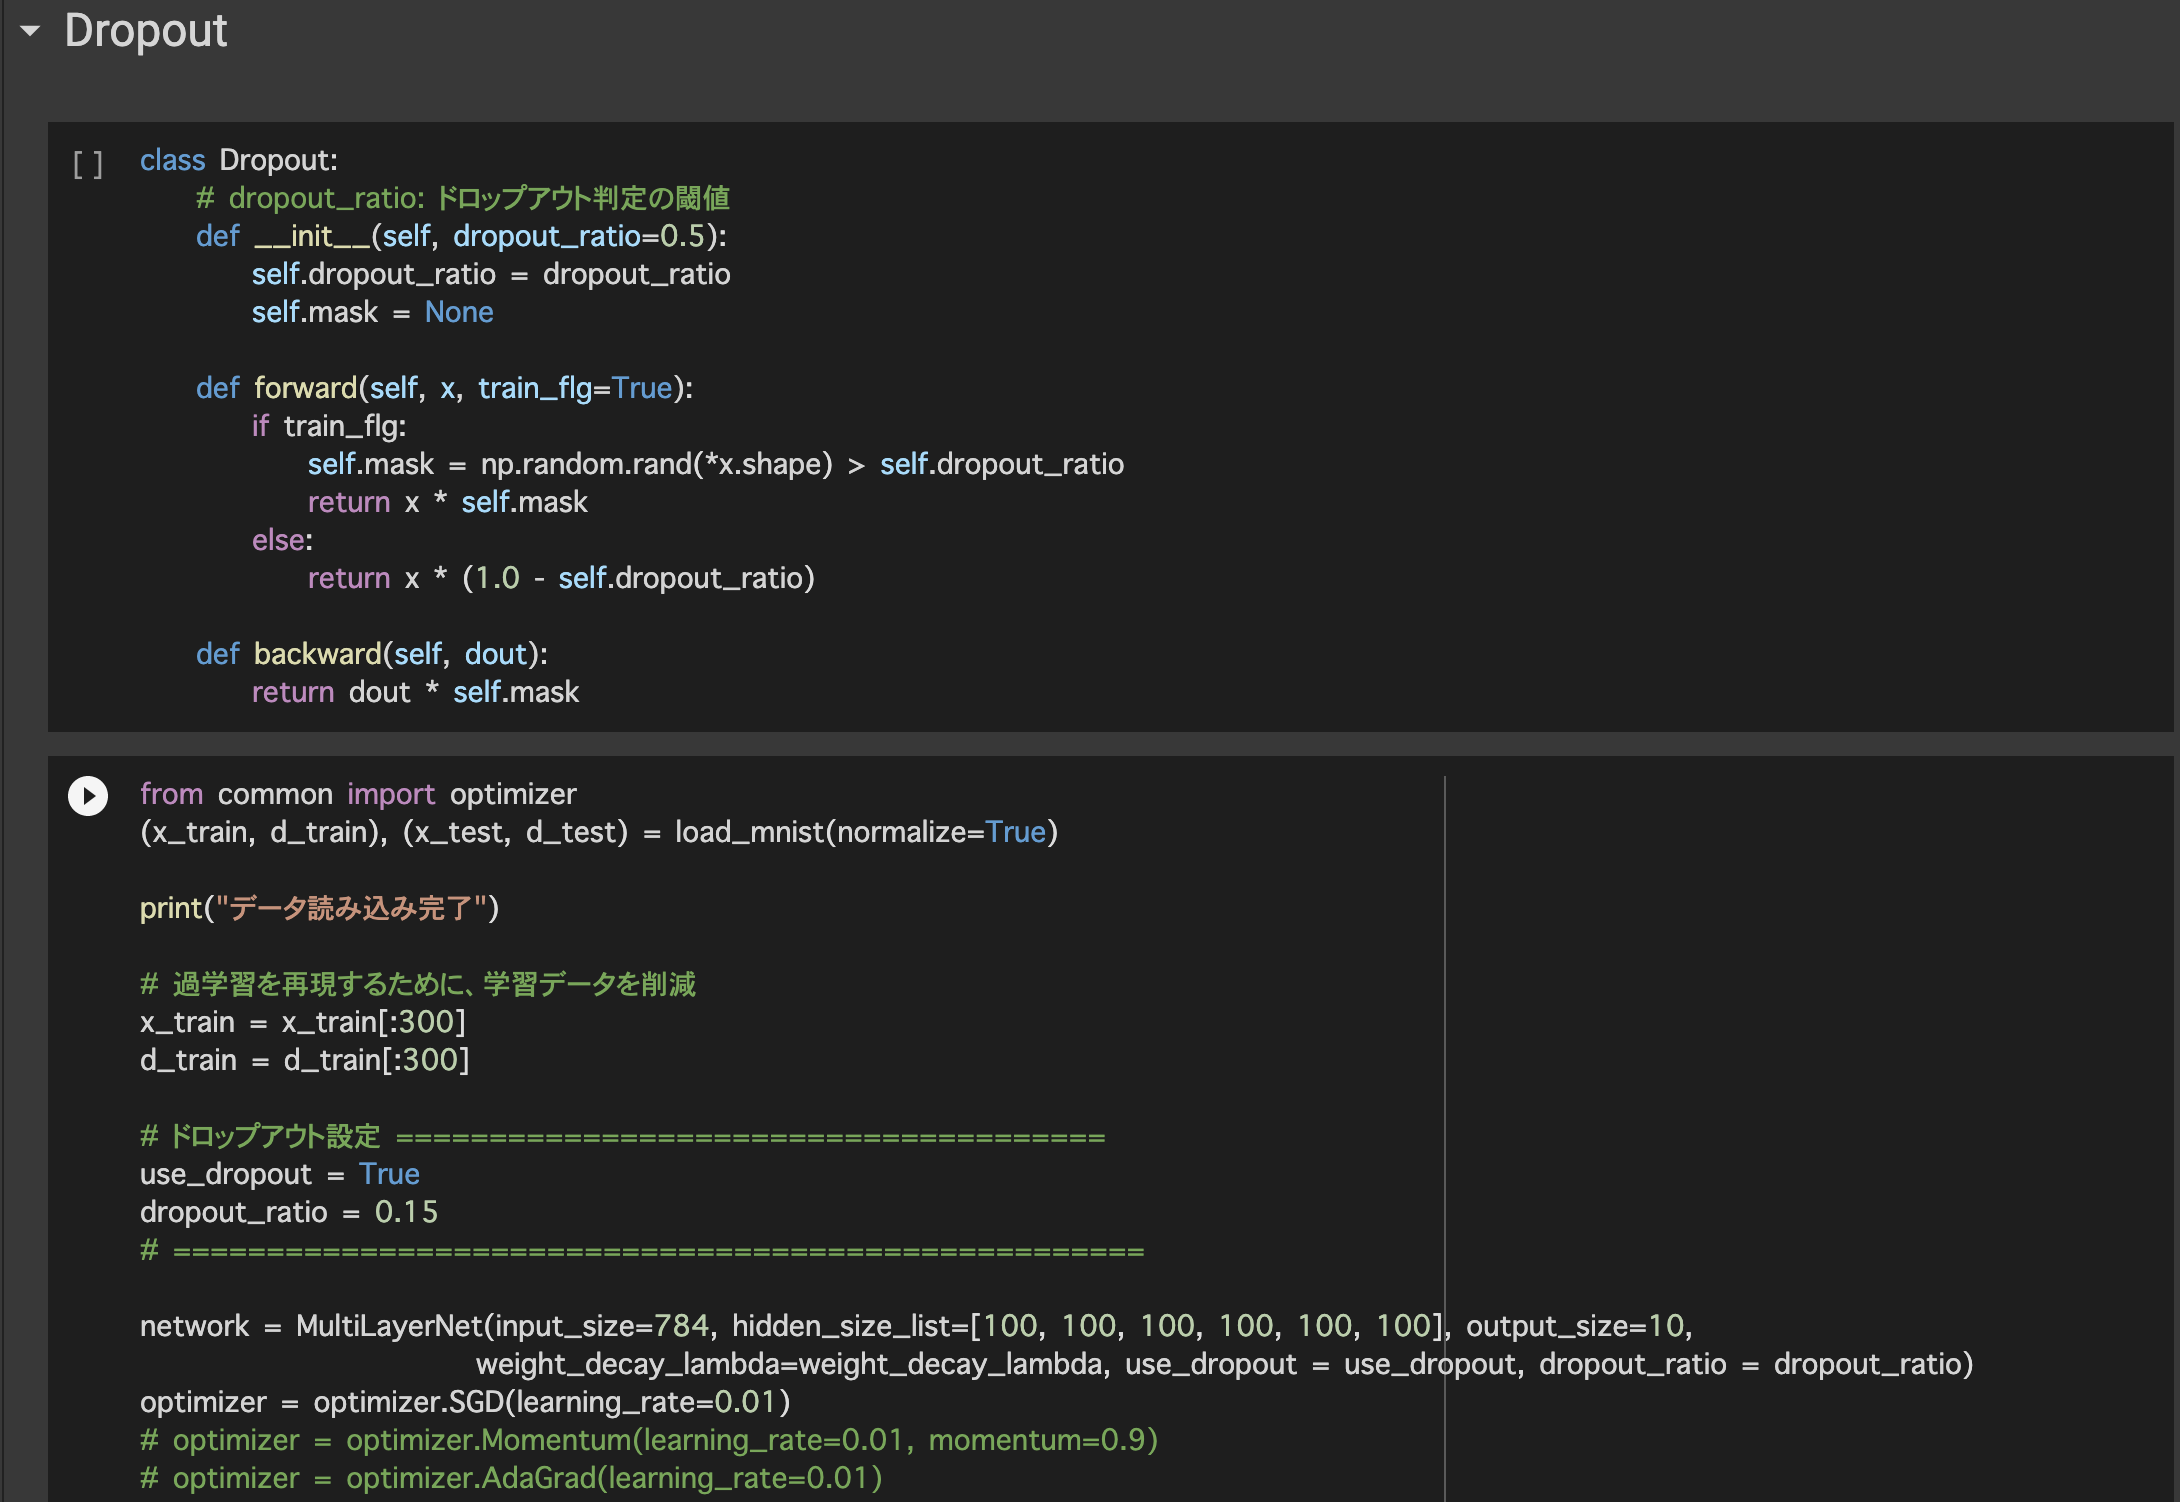 Dropout
[ ] class Dropout:
    # dropout_ratio: ドロップアウト判定の閾値
    def __init__(self, dropout_ratio=0.5):
        self.dropout_ratio = dropout_ratio
        self.mask = None

    def forward(self, x, train_flg=True):
        if train_flg:
            self.mask = np.random.rand(*x.shape) > self.dropout_ratio
            return x * self.mask
        else:
            return x * (1.0 - self.dropout_ratio)

    def backward(self, dout):
        return dout * self.mask

from common import optimizer
(x_train, d_train), (x_test, d_test) = load_mnist(normalize=True)

print("データ読み込み完了")

# 過学習を再現するために、学習データを削減
x_train = x_train[:300]
d_train = d_train[:300]

# ドロップアウト設定 ======================================
use_dropout = True
dropout_ratio = 0.15
# ====================================================

network = MultiLayerNet(input_size=784, hidden_size_list=[100, 100, 100, 100, 100, 100], output_size=10,
                        weight_decay_lambda=weight_decay_lambda, use_dropout = use_dropout, dropout_ratio = dropout_ratio)
optimizer = optimizer.SGD(learning_rate=0.01)
# optimizer = optimizer.Momentum(learning_rate=0.01, momentum=0.9)
# optimizer = optimizer.AdaGrad(learning_rate=0.01)